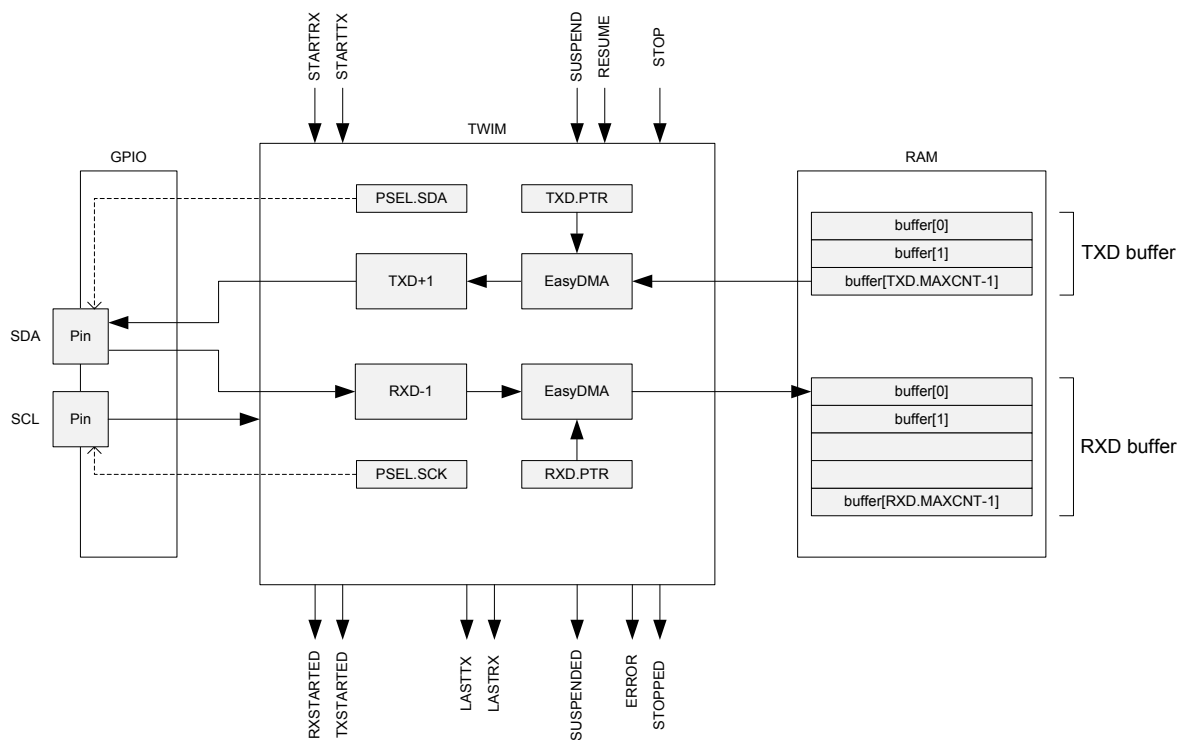 STARTRX
STARTTX
SUSPEND
RESUME
STOP
TWIM
GPIO
RAM
PSEL.SDA
TXD.PTR
buffer[0]
buffer[1]
buffer[TXD.MAXCNT-1]
TXD buffer
TXD+1
EasyDMA
SDA
Pin
RXD-1
EasyDMA
buffer[0]
buffer[1]
buffer[RXD.MAXCNT-1]
RXD buffer
SCL
Pin
PSEL.SCK
RXD.PTR
RXSTARTED
TXSTARTED
LASTTX
LASTRX
SUSPENDED
ERROR
STOPPED